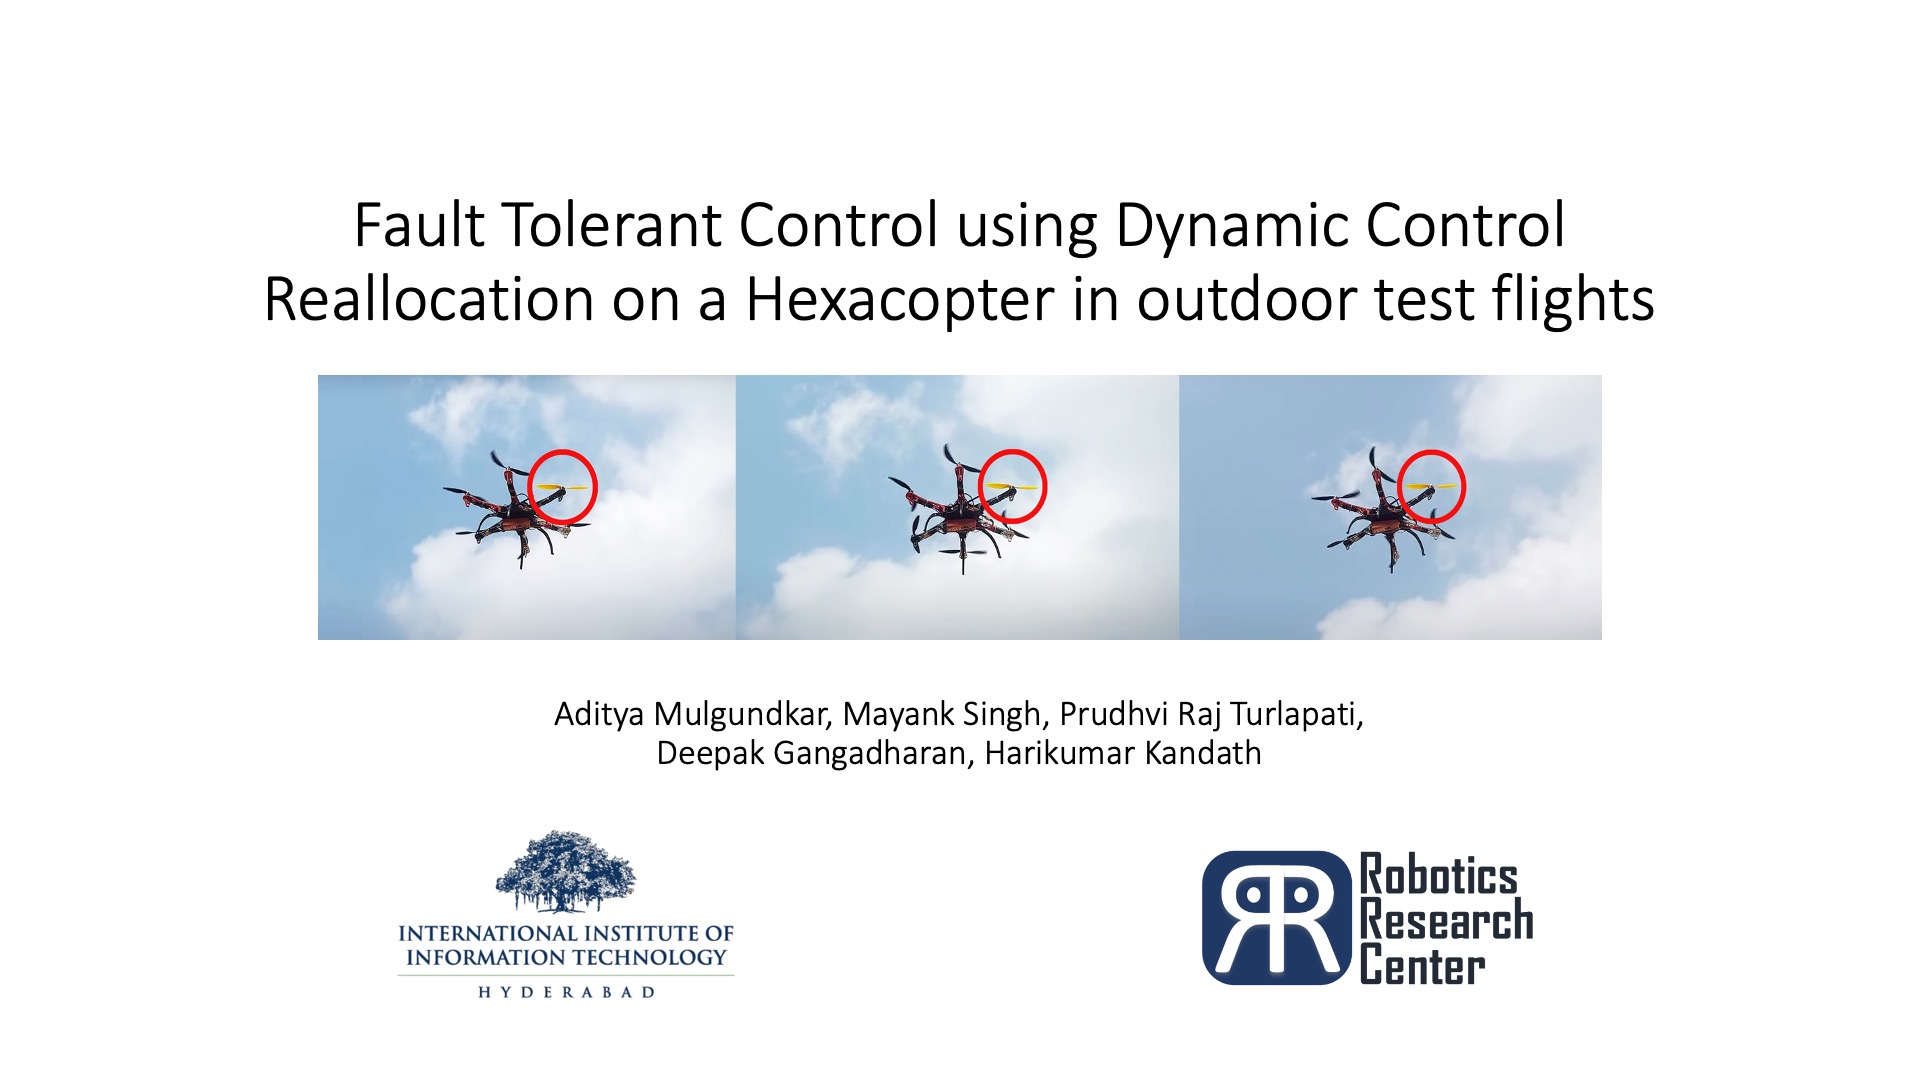 Fault Tolerant Control using Dynamic Control
Reallocation on a Hexacopter in outdoor test flights
Aditya Mulgundkar, Mayank Singh, Prudhvi Raj Turlapati,
Deepak Gangadharan, Harikumar Kandath
INTERNATIONAL INSTITUTE OF
INFORMATION TECHNOLOGY
HYDERABAD
Robotics
Research
Center